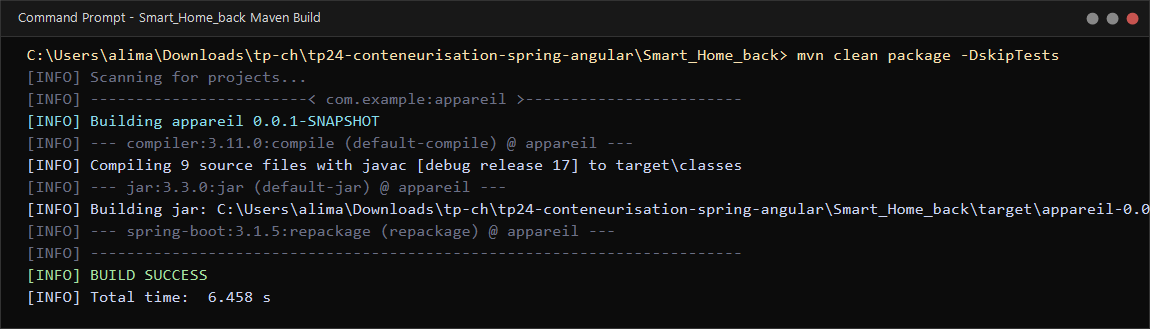 Command Prompt - Smart_Home_back Maven Build
C:\Users\alima\Downloads\tp-ch\tp24-conteneurisation-spring-angular\Smart_Home_back> mvn clean package -DskipTests
[INFO] Scanning for projects...
[INFO] ------------------------< com.example:appareil >------------------------
[INFO] Building appareil 0.0.1-SNAPSHOT
[INFO] --- compiler:3.11.0:compile (default-compile) @ appareil ---
[INFO] Compiling 9 source files with javac [debug release 17] to target\classes
[INFO] --- jar:3.3.0:jar (default-jar) @ appareil ---
[INFO] Building jar: C:\Users\alima\Downloads\tp-ch\tp24-conteneurisation-spring-angular\Smart_Home_back\target\appareil-0.0
[INFO] --- spring-boot:3.1.5:repackage (repackage) @ appareil ---
[INFO] ------------------------------------------------------------------------
[INFO] BUILD SUCCESS
[INFO] Total time:  6.458 s